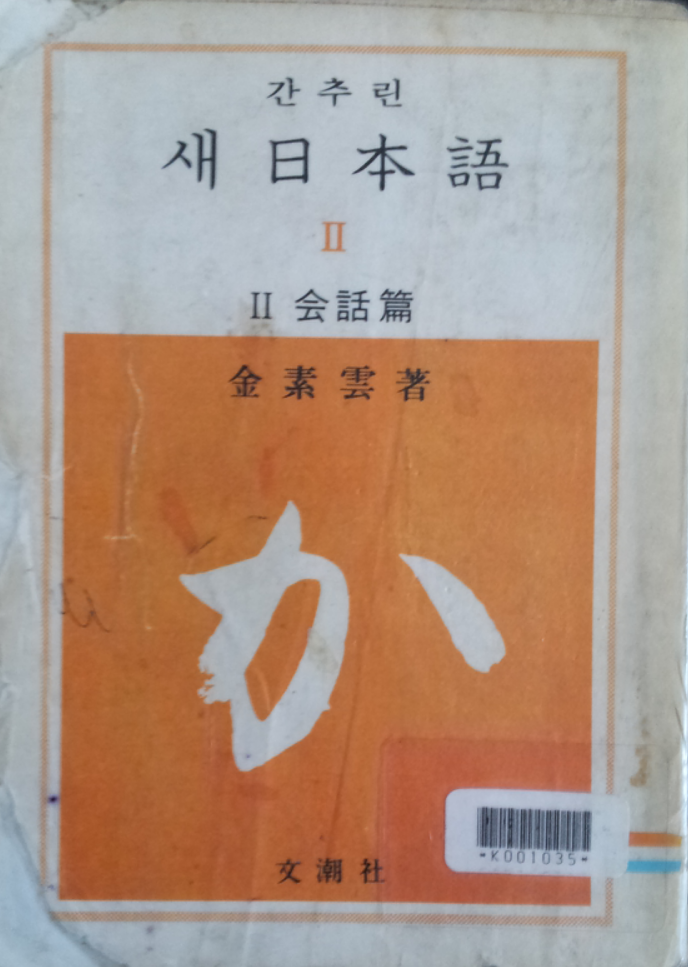 간추린
새日本語
Ⅱ
Ⅱ 会話篇
金素雲著
か
文潮社
-K001035-